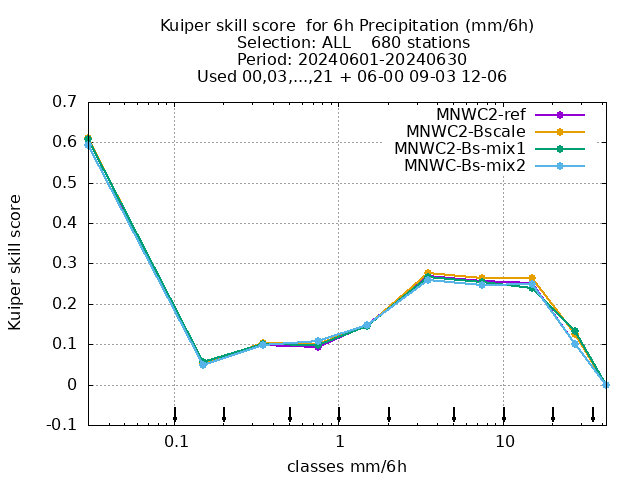 Kuiper skill score  for 6h Precipitation (mm/6h)
Selection: ALL    680 stations
Period: 20240601-20240630
Used 00,03,...,21 + 06-00 09-03 12-06
MNWC2-ref
MNWC2-Bscale
MNWC2-Bs-mix1
MNWC-Bs-mix2
Kuiper skill score
0.7
0.6
0.5
0.4
0.3
0.2
0.1
0
-0.1
0.1 1 10
classes mm/6h